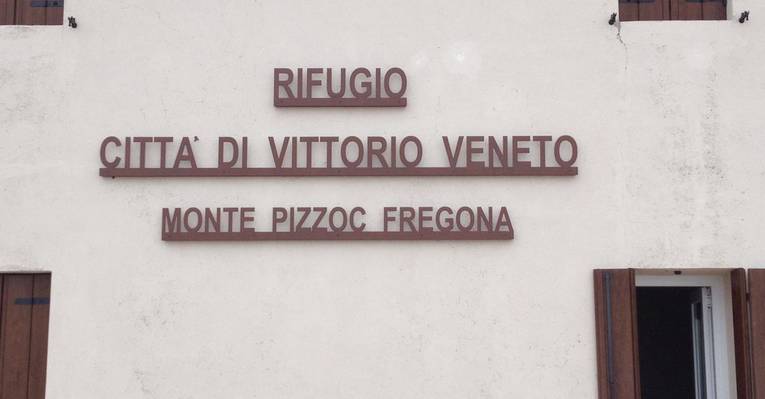 RIFUGIO
CITTA' DI VITTORIO VENETO
MONTE PIZZOC FREGONA